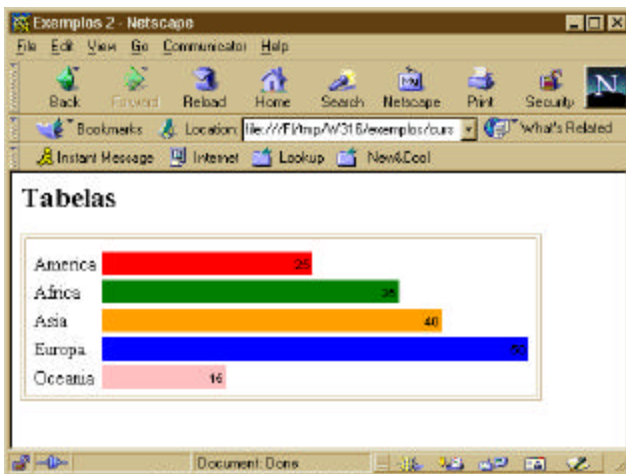 Exemplos 2 - Netscape
File Edit View Go Communicator Help
Back Forward Reload Home Search Netscape Print Security N
Bookmarks Location: file:///F|/tmp/W316/exemplos/curs What's Related
Instant Message Internet Lookup New&Cool
Tabelas
America 25
Africa 35
Asia 40
Europa 50
Oceania 15
Document: Done